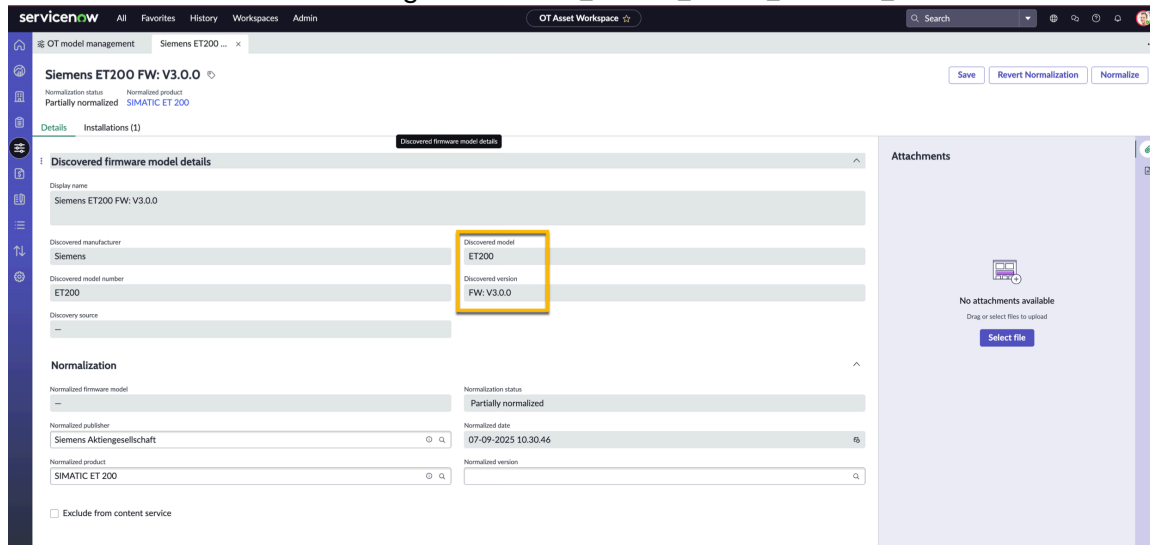 servicenow All Favorites History Workspaces Admin OT Asset Workspace ☆ Search
OT model management Siemens ET200 ... ×
Siemens ET200 FW: V3.0.0
Save Revert Normalization Normalize
Normalization status Normalized product
Partially normalized SIMATIC ET 200
Details Installations (1)
Discovered firmware model details
Discovered firmware model details
Attachments
Display name
Siemens ET200 FW: V3.0.0
Discovered manufacturer Discovered model
Siemens ET200
Discovered model number Discovered version
ET200 FW: V3.0.0
Discovery source
—
No attachments available
Drag or select files to upload
Select file
Normalization
Normalized firmware model Normalization status
— Partially normalized
Normalized publisher Normalized date
Siemens Aktiengesellschaft 07-09-2025 10.30.46
Normalized product Normalized version
SIMATIC ET 200
Exclude from content service